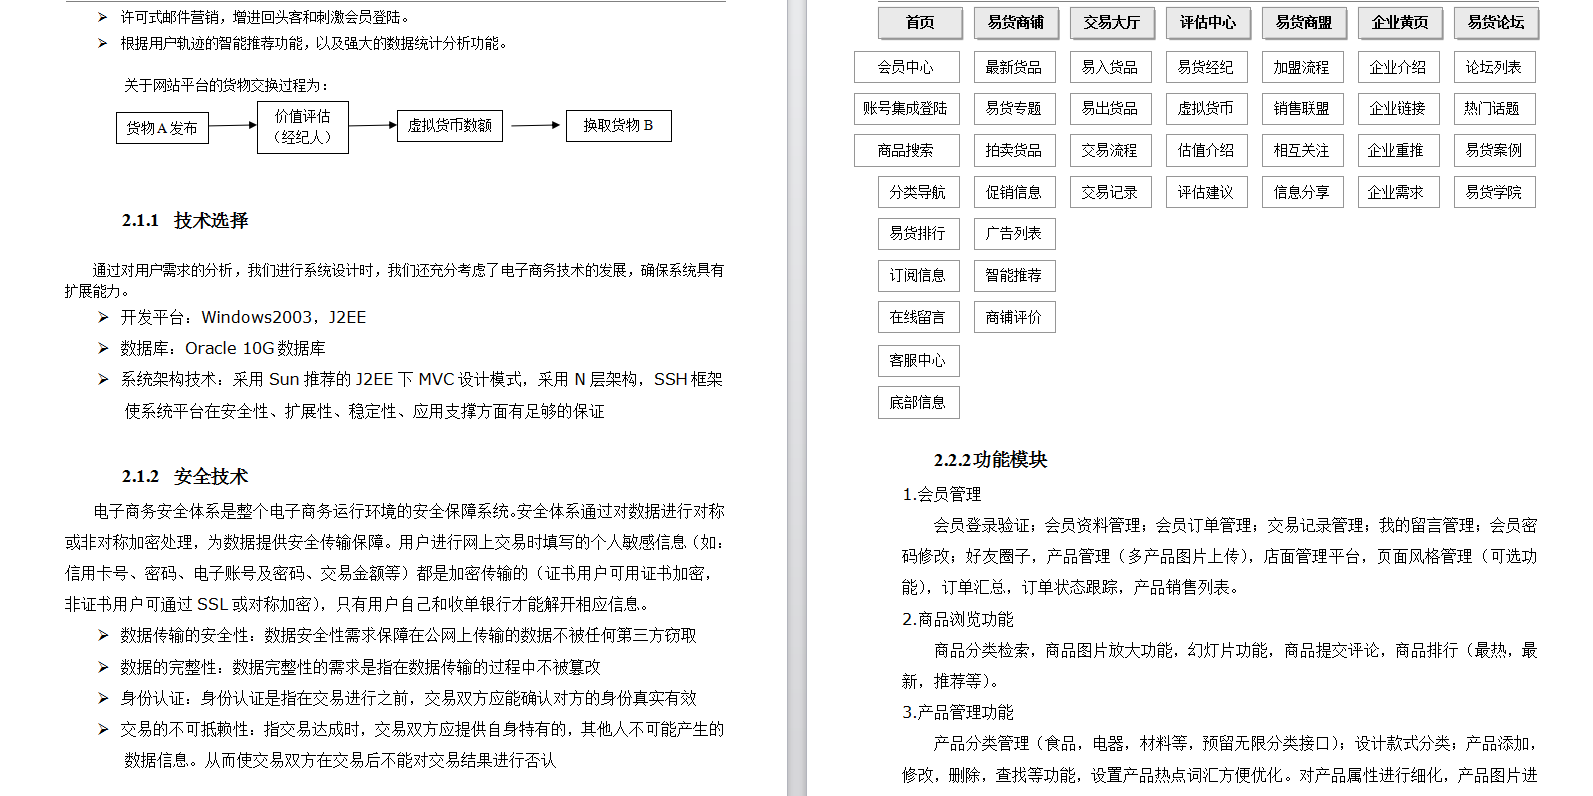 ➢ 许可式邮件营销，增进回头客和刺激会员登陆。
➢ 根据用户轨迹的智能推荐功能，以及强大的数据统计分析功能。
关于网站平台的货物交换过程为：
货物A发布
价值评估
（经纪人）
虚拟货币数额
换取货物 B
2.1.1 技术选择
通过对用户需求的分析，我们进行系统设计时，我们还充分考虑了电子商务技术的发展，确保系统具有
扩展能力。
➢ 开发平台：Windows2003，J2EE
➢ 数据库：Oracle 10G数据库
➢ 系统架构技术：采用 Sun 推荐的 J2EE 下 MVC 设计模式，采用 N 层架构，SSH 框架
使系统平台在安全性、扩展性、稳定性、应用支撑方面有足够的保证
2.1.2 安全技术
电子商务安全体系是整个电子商务运行环境的安全保障系统。安全体系通过对数据进行对称
或非对称加密处理，为数据提供安全传输保障。用户进行网上交易时填写的个人敏感信息（如：
信用卡号、密码、电子账号及密码、交易金额等）都是加密传输的（证书用户可用证书加密，
非证书用户可通过 SSL 或对称加密），只有用户自己和收单银行才能解开相应信息。
➢ 数据传输的安全性：数据安全性需求保障在公网上传输的数据不被任何第三方窃取
➢ 数据的完整性：数据完整性的需求是指在数据传输的过程中不被篡改
➢ 身份认证：身份认证是指在交易进行之前，交易双方应能确认对方的身份真实有效
➢ 交易的不可抵赖性：指交易达成时，交易双方应提供自身特有的，其他人不可能产生的
数据信息。从而使交易双方在交易后不能对交易结果进行否认
首页 易货商铺 交易大厅 评估中心 易货商盟 企业黄页 易货论坛
会员中心 最新货品 易入货品 易货经纪 加盟流程 企业介绍 论坛列表
账号集成登陆 易货专题 易出货品 虚拟货币 销售联盟 企业链接 热门话题
商品搜索 拍卖货品 交易流程 估值介绍 相互关注 企业重推 易货案例
分类导航 促销信息 交易记录 评估建议 信息分享 企业需求 易货学院
易货排行 广告列表
订阅信息 智能推荐
在线留言 商铺评价
客服中心
底部信息
2.2.2功能模块
1.会员管理
会员登录验证；会员资料管理；会员订单管理；交易记录管理；我的留言管理；会员密
码修改；好友圈子，产品管理（多产品图片上传），店面管理平台，页面风格管理（可选功
能），订单汇总，订单状态跟踪，产品销售列表。
2.商品浏览功能
商品分类检索，商品图片放大功能，幻灯片功能，商品提交评论，商品排行（最热，最
新，推荐等）。
3.产品管理功能
产品分类管理（食品，电器，材料等，预留无限分类接口）；设计款式分类；产品添加，
修改，删除，查找等功能，设置产品热点词汇方便优化。对产品属性进行细化，产品图片进